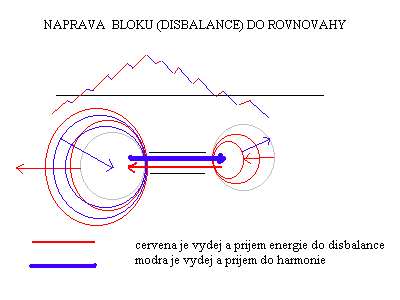 NAPRAVA BLOKU (DISBALANCE) DO ROVNOVAHY
cervena je vydej a prijem energie do disbalance
modra je vydej a prijem do harmonie